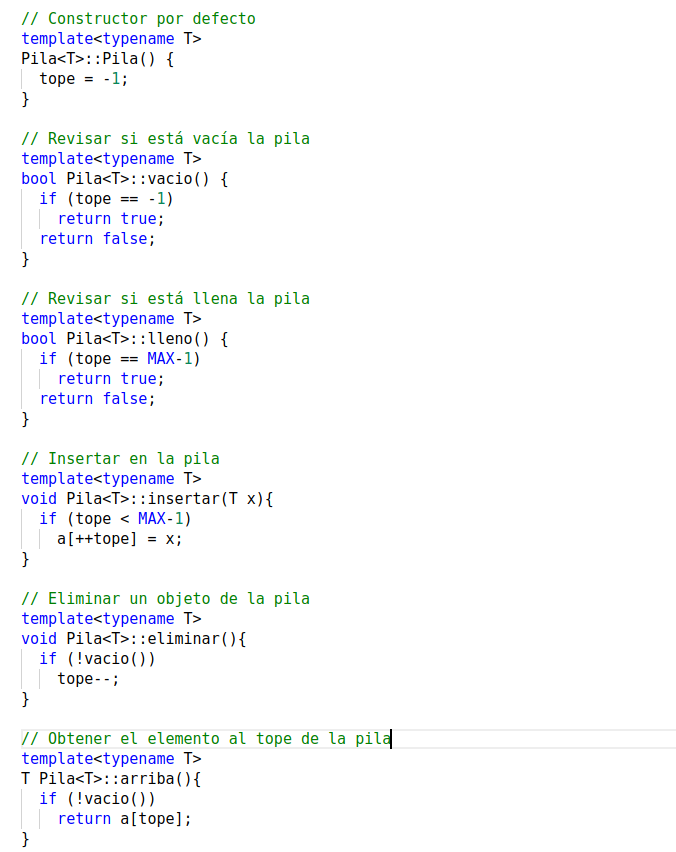 // Constructor por defecto
template<typename T>
Pila<T>::Pila() {
  tope = -1;
}

// Revisar si está vacía la pila
template<typename T>
bool Pila<T>::vacio() {
  if (tope == -1)
    return true;
  return false;
}

// Revisar si está llena la pila
template<typename T>
bool Pila<T>::lleno() {
  if (tope == MAX-1)
    return true;
  return false;
}

// Insertar en la pila
template<typename T>
void Pila<T>::insertar(T x){
  if (tope < MAX-1)
    a[++tope] = x;
}

// Eliminar un objeto de la pila
template<typename T>
void Pila<T>::eliminar(){
  if (!vacio())
    tope--;
}

// Obtener el elemento al tope de la pila
template<typename T>
T Pila<T>::arriba(){
  if (!vacio())
    return a[tope];
}